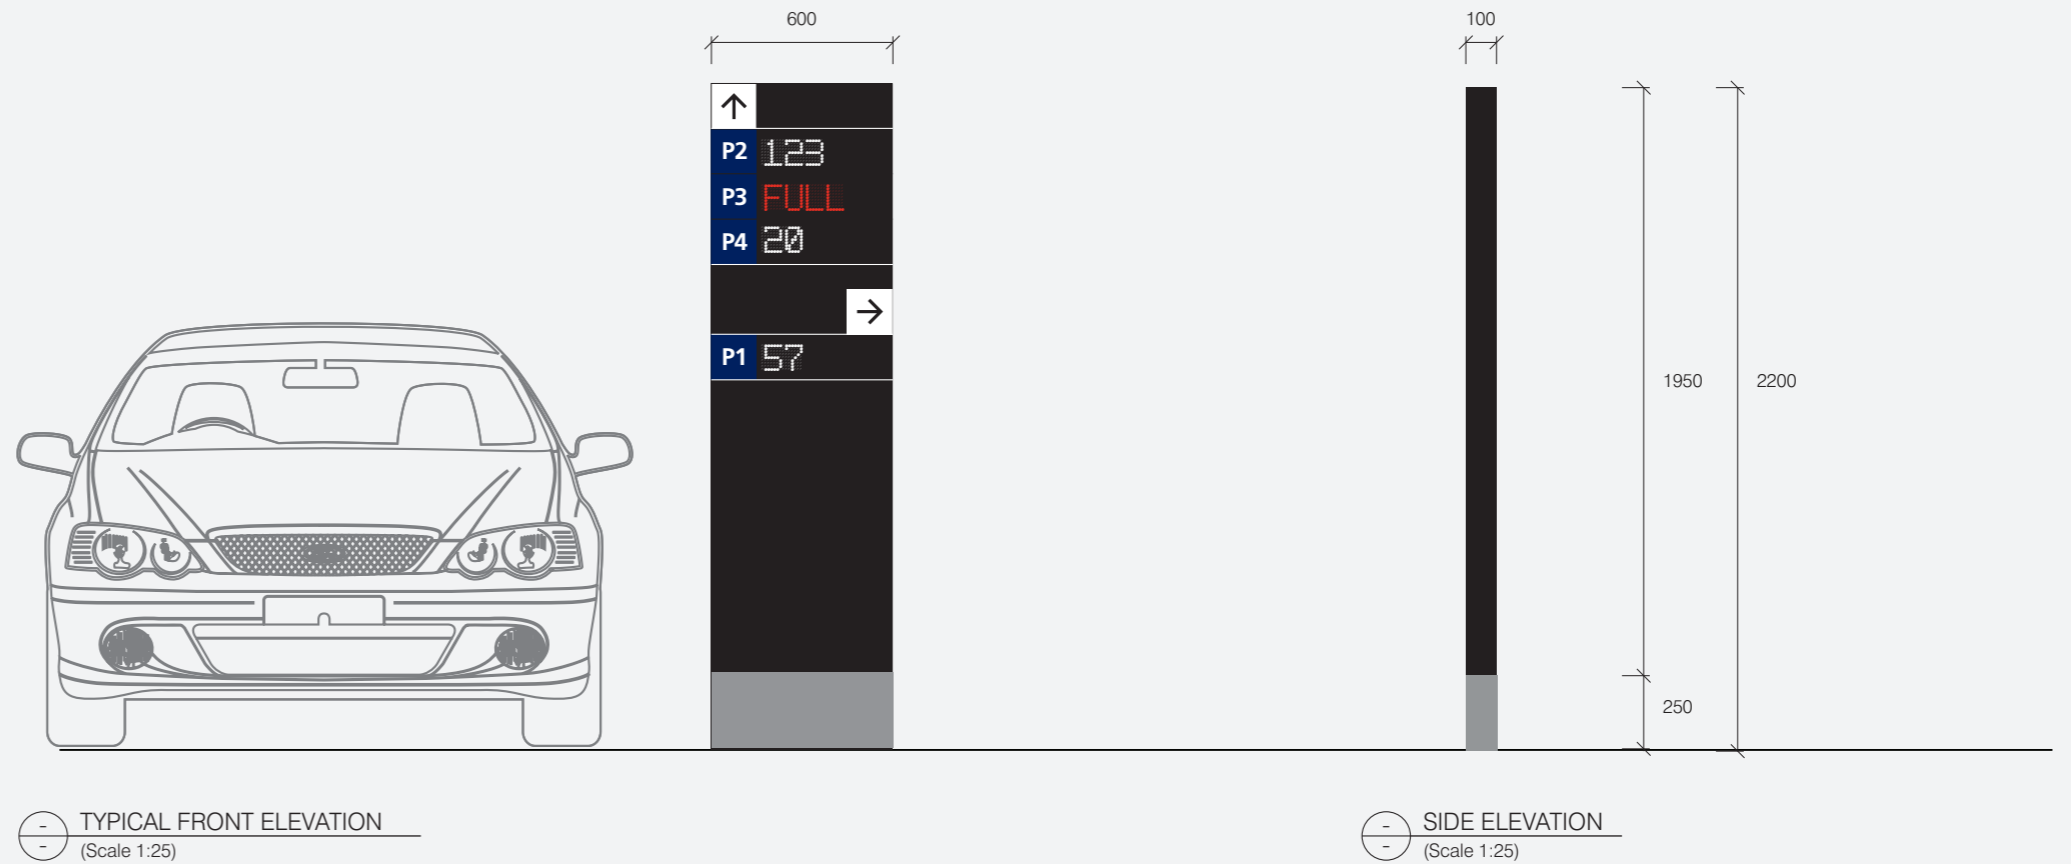 600
100
↑
P2 123
P3 FULL
P4 20
→
P1 57
1950
2200
250
TYPICAL FRONT ELEVATION
(Scale 1:25)
SIDE ELEVATION
(Scale 1:25)